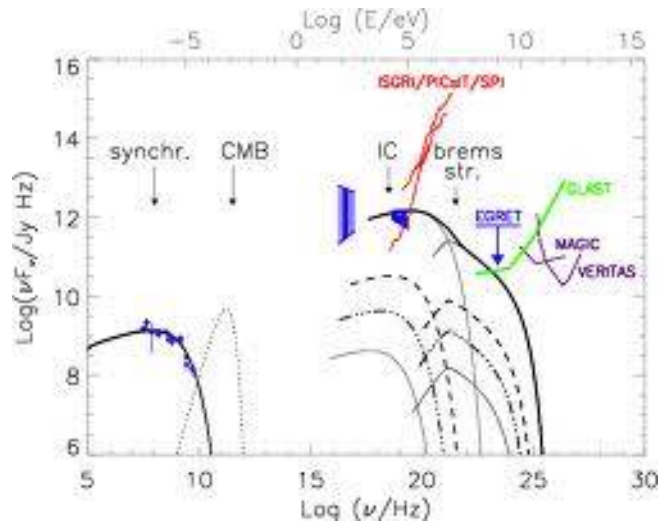 Log (E/eV)
-5 0 5 10 15
16
14
12
10
8
6
Log(νFν/Jy Hz)
synchr.
CMB
IC
brems
str.
ISGRI/PICsIT/SPI
EGRET
GLAST
MAGIC
VERITAS
5 10 15 20 25 30
Log (ν/Hz)